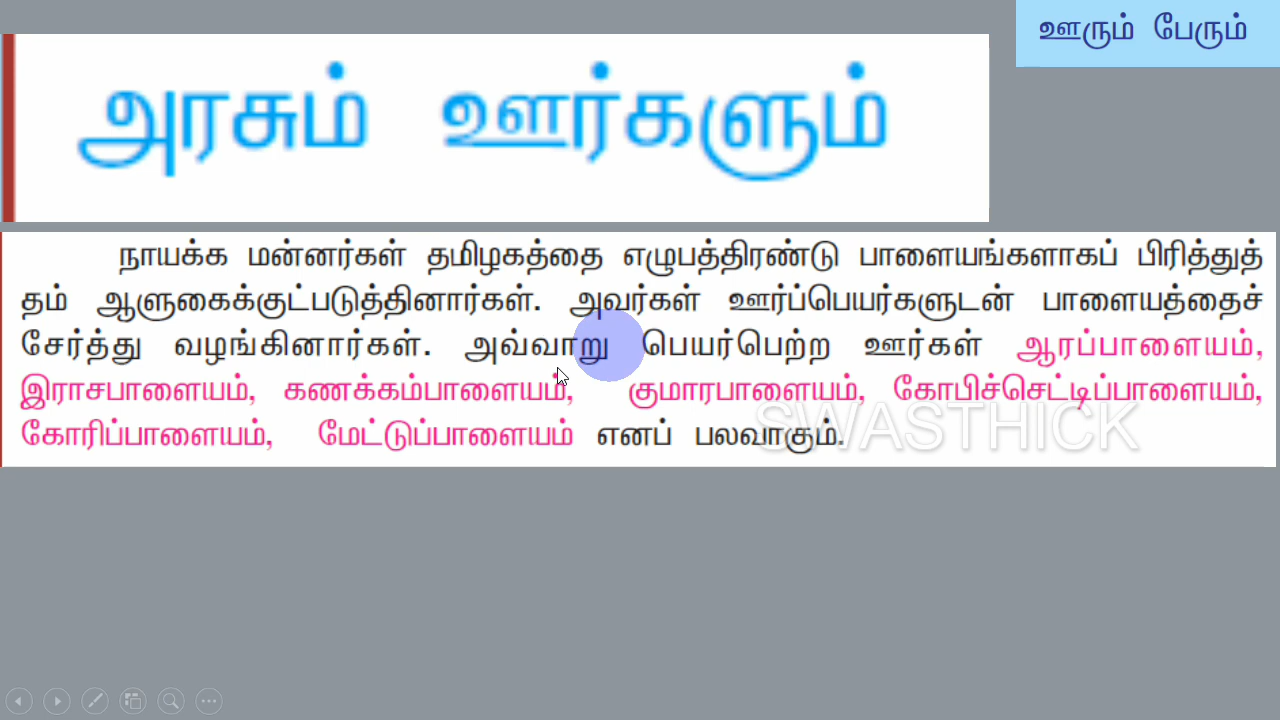 ஊரும் பேரும்
அரசும் ஊர்களும்
நாயக்க மன்னர்கள் தமிழகத்தை எழுபத்திரண்டு பாளையங்களாகப் பிரித்துத்
தம் ஆளுகைக்குட்படுத்தினார்கள். அவர்கள் ஊர்ப்பெயர்களுடன் பாளையத்தைச்
சேர்த்து வழங்கினார்கள். அவ்வாறு பெயர்பெற்ற ஊர்கள் ஆரப்பாளையம்,
இராசபாளையம், கணக்கம்பாளையம், குமாரபாளையம், கோபிச்செட்டிப்பாளையம்,
கோரிப்பாளையம், மேட்டுப்பாளையம் எனப் பலவாகும்.
SWASTHICK